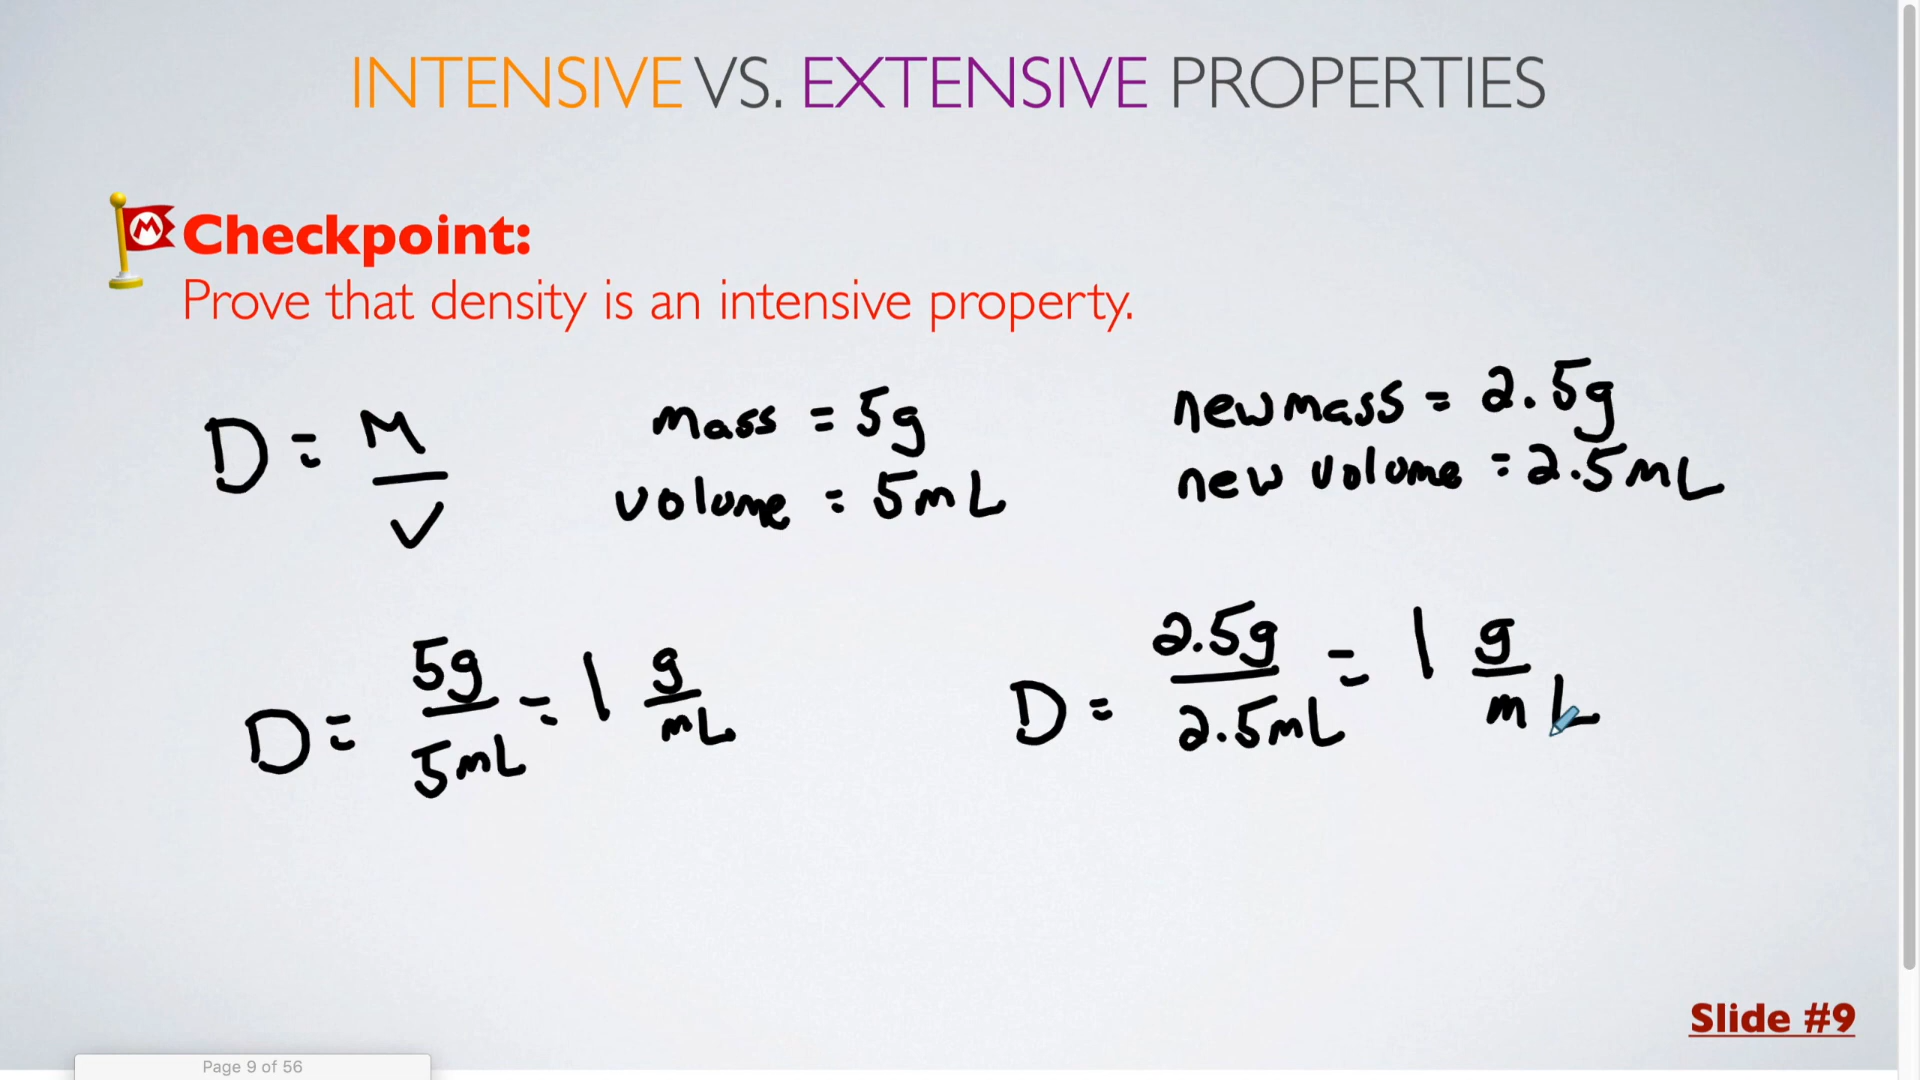 INTENSIVE VS. EXTENSIVE PROPERTIES
M
Checkpoint:
Prove that density is an intensive property.
D = M / V
mass = 5g
volume = 5mL
new mass = 2.5g
new volume = 2.5mL
D = 5g / 5mL = 1 g / mL
D = 2.5g / 2.5mL = 1 g / mL
Slide #9
Page 9 of 56